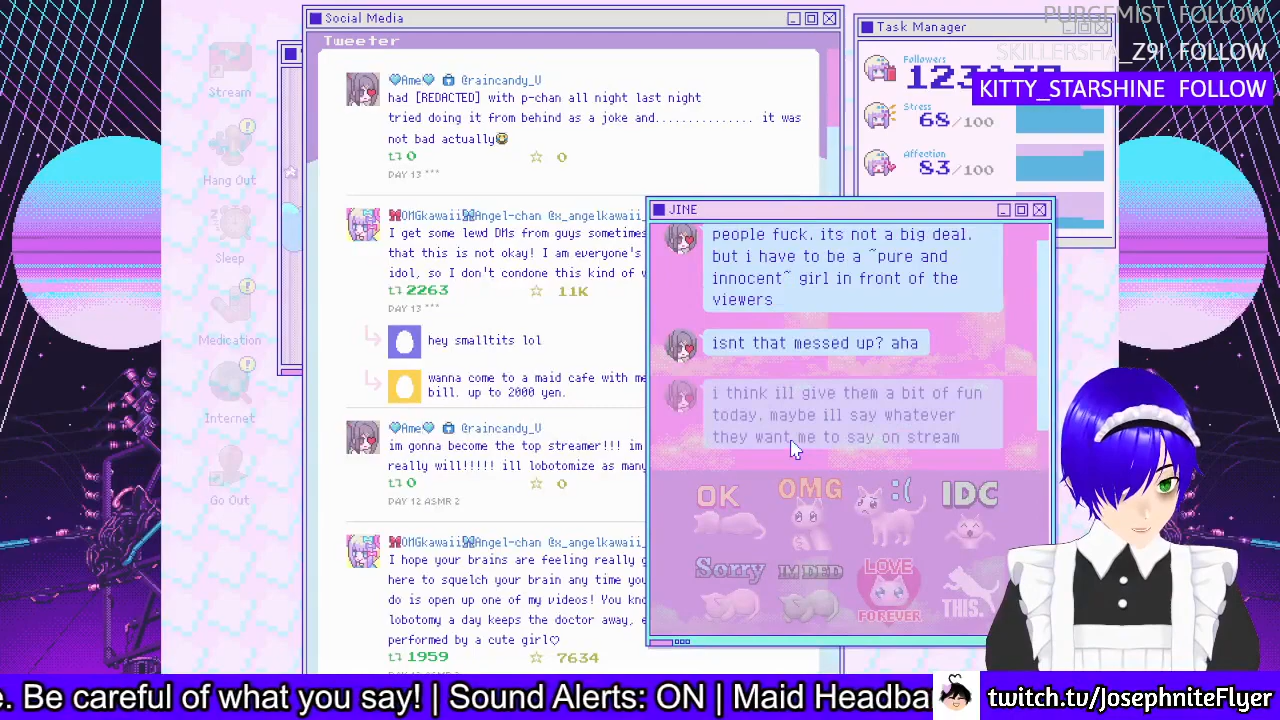 PURGEMIST FOLLOW
SKILLERSHA_Z9I FOLLOW
KITTY_STARSHINE FOLLOW
Stream
Hang Out
Sleep
Medication
Internet
Go Out
Social Media
Tweeter
Ame @raincandy_U
had [REDACTED] with p-chan all night last night
tried doing it from behind as a joke and............... it was
not bad actually
0 0
DAY 13 ***
OMGkawaii Angel-chan @x_angelkawaii_
I get some lewd DMs from guys sometimes
that this is not okay! I am everyone's
idol, so I don't condone this kind of
2263 11K
DAY 13 ***
hey smalltits lol
wanna come to a maid cafe with me
bill. up to 2000 yen.
Ame @raincandy_U
im gonna become the top streamer!!! im
really will!!!!! ill lobotomize as many
0 0
DAY 12 ASMR 2
OMGkawaii Angel-chan @x_angelkawaii_
I hope your brains are feeling really
here to squelch your brain any time you
do is open up one of my videos! You
lobotomy a day keeps the doctor away,
performed by a cute girl♡
1959 7634
Task Manager
Followers
Stress
68/100
Affection
83/100
JINE
people fuck. its not a big deal.
but i have to be a ~pure and
innocent~ girl in front of the
viewers
isnt that messed up? aha
i think ill give them a bit of fun
today. maybe ill say whatever
they want me to say on stream
OK
OMG
:(
IDC
Sorry
IM DED
LOVE
FOREVER
THIS.
e. Be careful of what you say! | Sound Alerts: ON | Maid Headba
twitch.tv/JosephniteFlyer